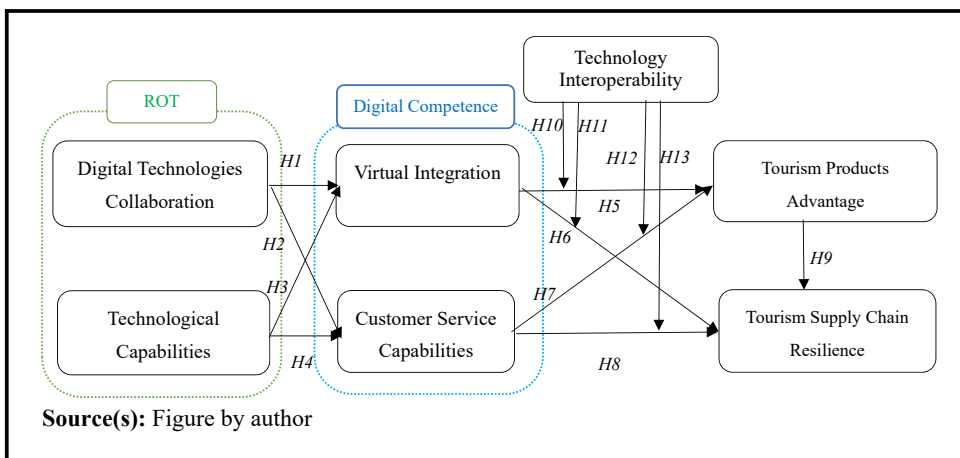 Technology
Interoperability
ROT
Digital Competence
H10
H11
H12
H13
Digital Technologies
Collaboration
H1
Virtual Integration
Tourism Products
Advantage
H5
H2
H6
H9
H3
H7
Technological
Capabilities
H4
Customer Service
Capabilities
H8
Tourism Supply Chain
Resilience
Source(s): Figure by author